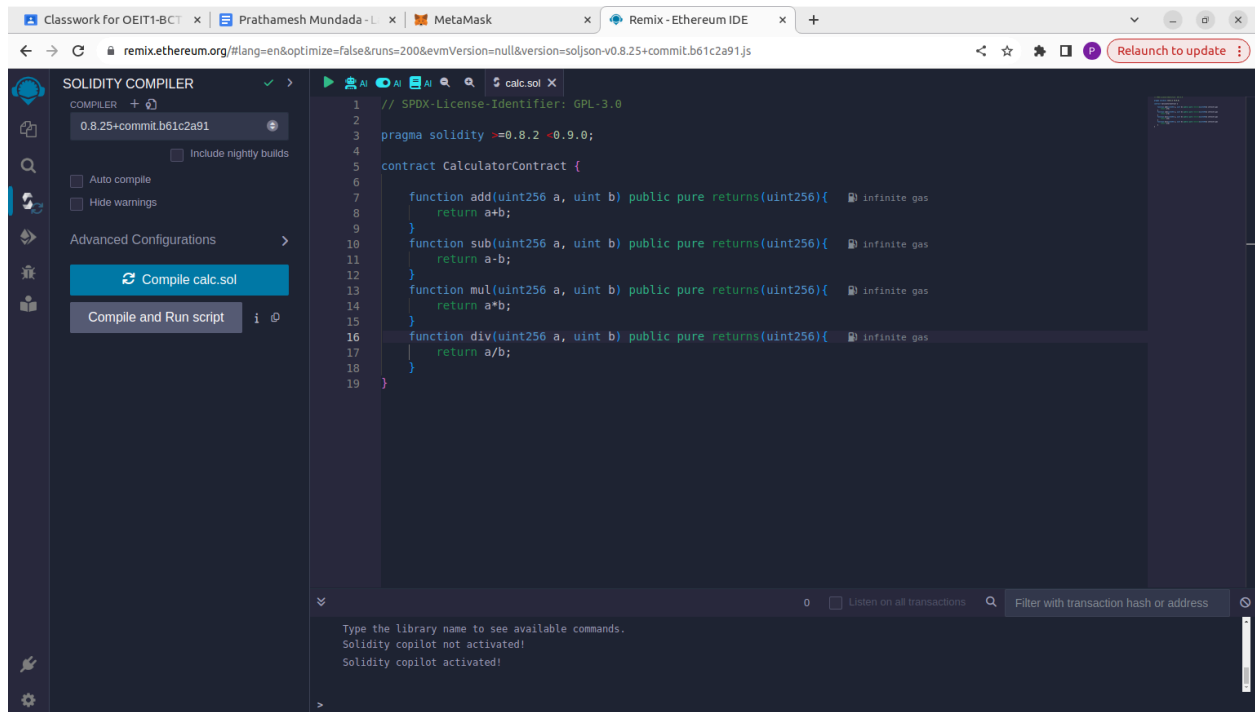 Classwork for OEIT1-BCT
Prathamesh Mundada - L
MetaMask
Remix - Ethereum IDE
remix.ethereum.org/#lang=en&optimize=false&runs=200&evmVersion=null&version=soljson-v0.8.25+commit.b61c2a91.js
P
Relaunch to update
SOLIDITY COMPILER
COMPILER
0.8.25+commit.b61c2a91
Include nightly builds
Auto compile
Hide warnings
Advanced Configurations
Compile calc.sol
Compile and Run script
i
AI AI AI calc.sol
1 // SPDX-License-Identifier: GPL-3.0
2
3 pragma solidity >=0.8.2 <0.9.0;
4
5 contract CalculatorContract {
6
7 function add(uint256 a, uint b) public pure returns(uint256){ infinite gas
8 return a+b;
9 }
10 function sub(uint256 a, uint b) public pure returns(uint256){ infinite gas
11 return a-b;
12 }
13 function mul(uint256 a, uint b) public pure returns(uint256){ infinite gas
14 return a*b;
15 }
16 function div(uint256 a, uint b) public pure returns(uint256){ infinite gas
17 return a/b;
18 }
19 }
0 Listen on all transactions Filter with transaction hash or address
Type the library name to see available commands.
Solidity copilot not activated!
Solidity copilot activated!
>